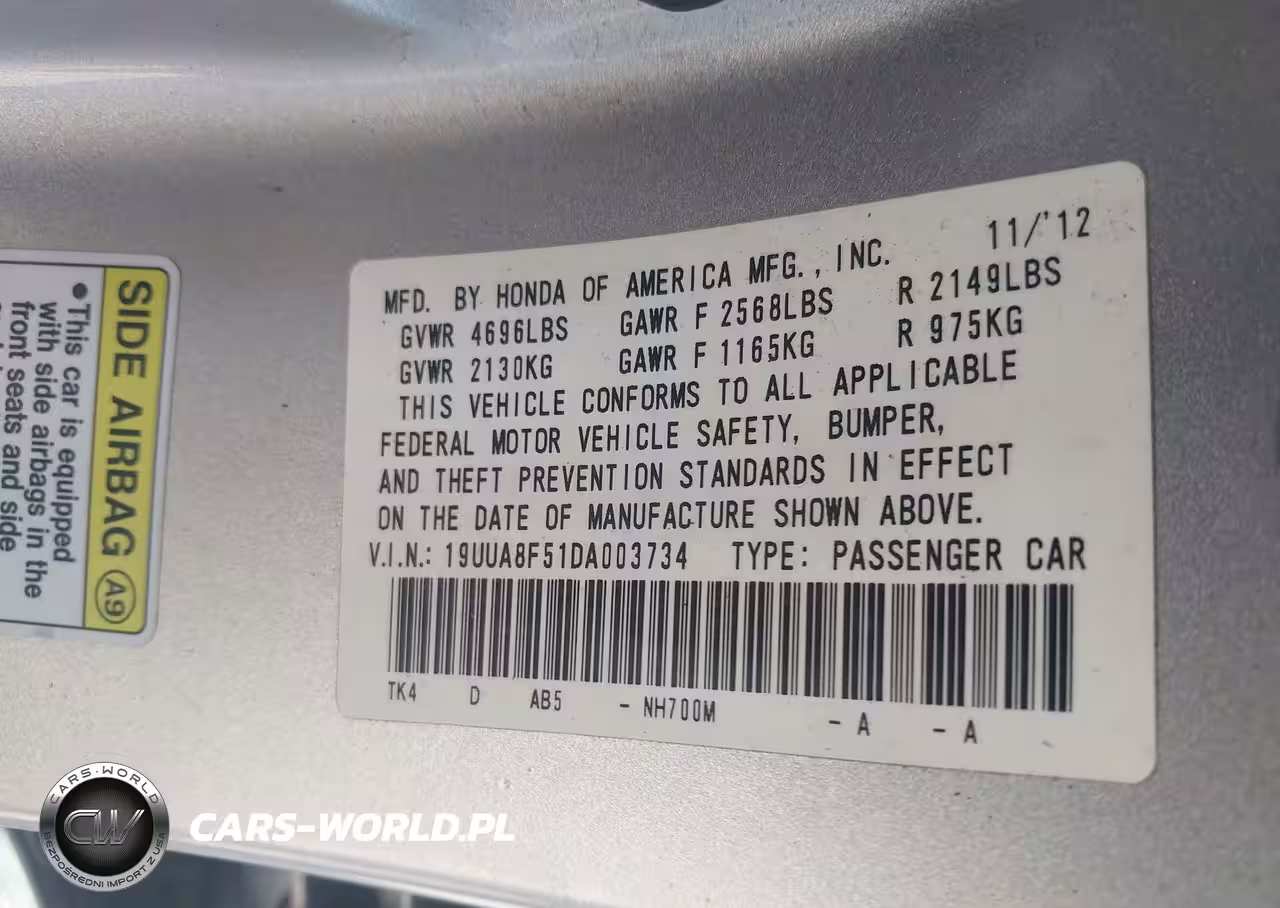 11/'12
MFD. BY HONDA OF AMERICA MFG., INC.
GVWR 4696LBS GAWR F 2568LBS R 2149LBS
GVWR 2130KG GAWR F 1165KG R 975KG
THIS VEHICLE CONFORMS TO ALL APPLICABLE
FEDERAL MOTOR VEHICLE SAFETY, BUMPER,
AND THEFT PREVENTION STANDARDS IN EFFECT
ON THE DATE OF MANUFACTURE SHOWN ABOVE.
V.I.N.: 19UUA8F51DA003734 TYPE: PASSENGER CAR
TK4 D AB5 - NH700M - A - A
SIDE AIRBAG A9
•This car is equipped
with side airbags in the
front seats and side
CARS-WORLD
CW
BEZPOŚREDNI IMPORT Z USA
CARS-WORLD.PL